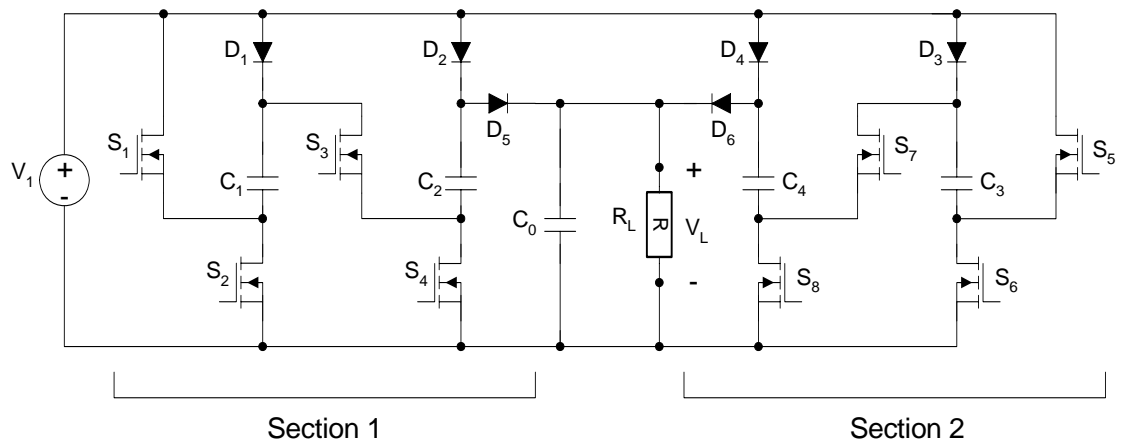 D1 D2 D4 D3
D5 D6
S1 S3 S7 S5
V1 + -
C1 C2 C4 C3
C0 RL R + VL -
S2 S4 S8 S6
Section 1 Section 2